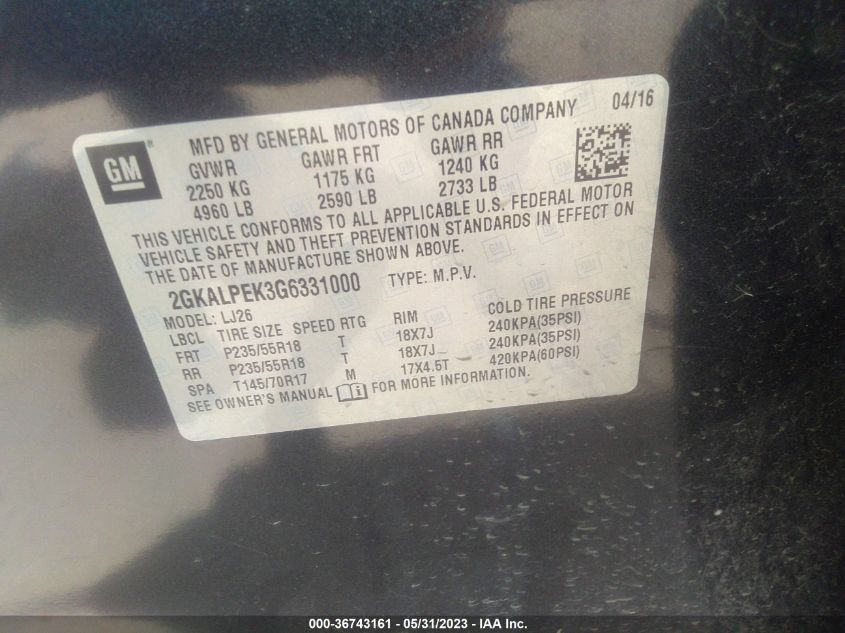 MFD BY GENERAL MOTORS OF CANADA COMPANY 04/16
GM ®
GVWR GAWR FRT GAWR RR
2250 KG 1175 KG 1240 KG
4960 LB 2590 LB 2733 LB
THIS VEHICLE CONFORMS TO ALL APPLICABLE U.S. FEDERAL MOTOR
VEHICLE SAFETY AND THEFT PREVENTION STANDARDS IN EFFECT ON
THE DATE OF MANUFACTURE SHOWN ABOVE.
2GKALPEK3G6331000 TYPE: M.P.V.
MODEL: LJ26
LBCL TIRE SIZE SPEED RTG RIM COLD TIRE PRESSURE
FRT P235/55R18 T 18X7J 240KPA(35PSI)
RR P235/55R18 T 18X7J 240KPA(35PSI)
SPA T145/70R17 M 17X4.5T 420KPA(60PSI)
SEE OWNER'S MANUAL FOR MORE INFORMATION.
000-36743161 - 05/31/2023 - IAA Inc.